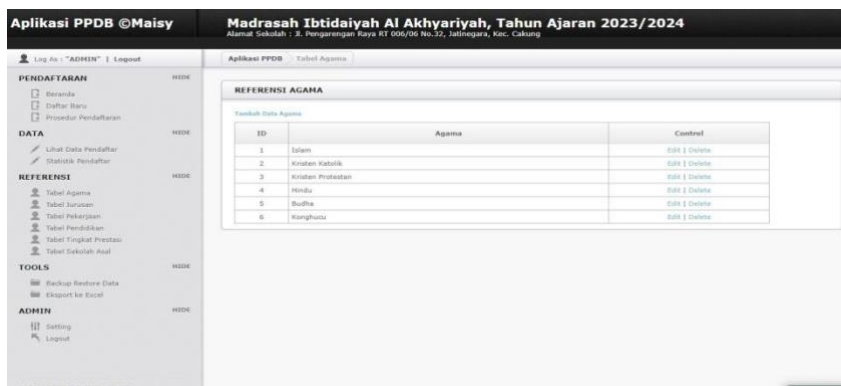 Aplikasi PPDB ©Maisy
Madrasah Ibtidaiyah Al Akhyariyah, Tahun Ajaran 2023/2024
Alamat Sekolah : Jl. Pengarengan Raya RT 006/06 No.32, Jatinegara, Kec. Cakung
Log As : "ADMIN" | Logout
Aplikasi PPDB Tabel Agama
PENDAFTARAN HIDE
Beranda
Daftar Baru
Prosedur Pendaftaran
DATA HIDE
Lihat Data Pendaftar
Statistik Pendaftar
REFERENSI HIDE
Tabel Agama
Tabel Jurusan
Tabel Pekerjaan
Tabel Pendidikan
Tabel Tingkat Prestasi
Tabel Sekolah Asal
TOOLS HIDE
Backup Restore Data
Eksport ke Excel
ADMIN HIDE
Setting
Logout
REFERENSI AGAMA
Tambah Data Agama
ID Agama Control
1 Islam Edit | Delete
2 Kristen Katolik Edit | Delete
3 Kristen Protestan Edit | Delete
4 Hindu Edit | Delete
5 Budha Edit | Delete
6 Konghucu Edit | Delete